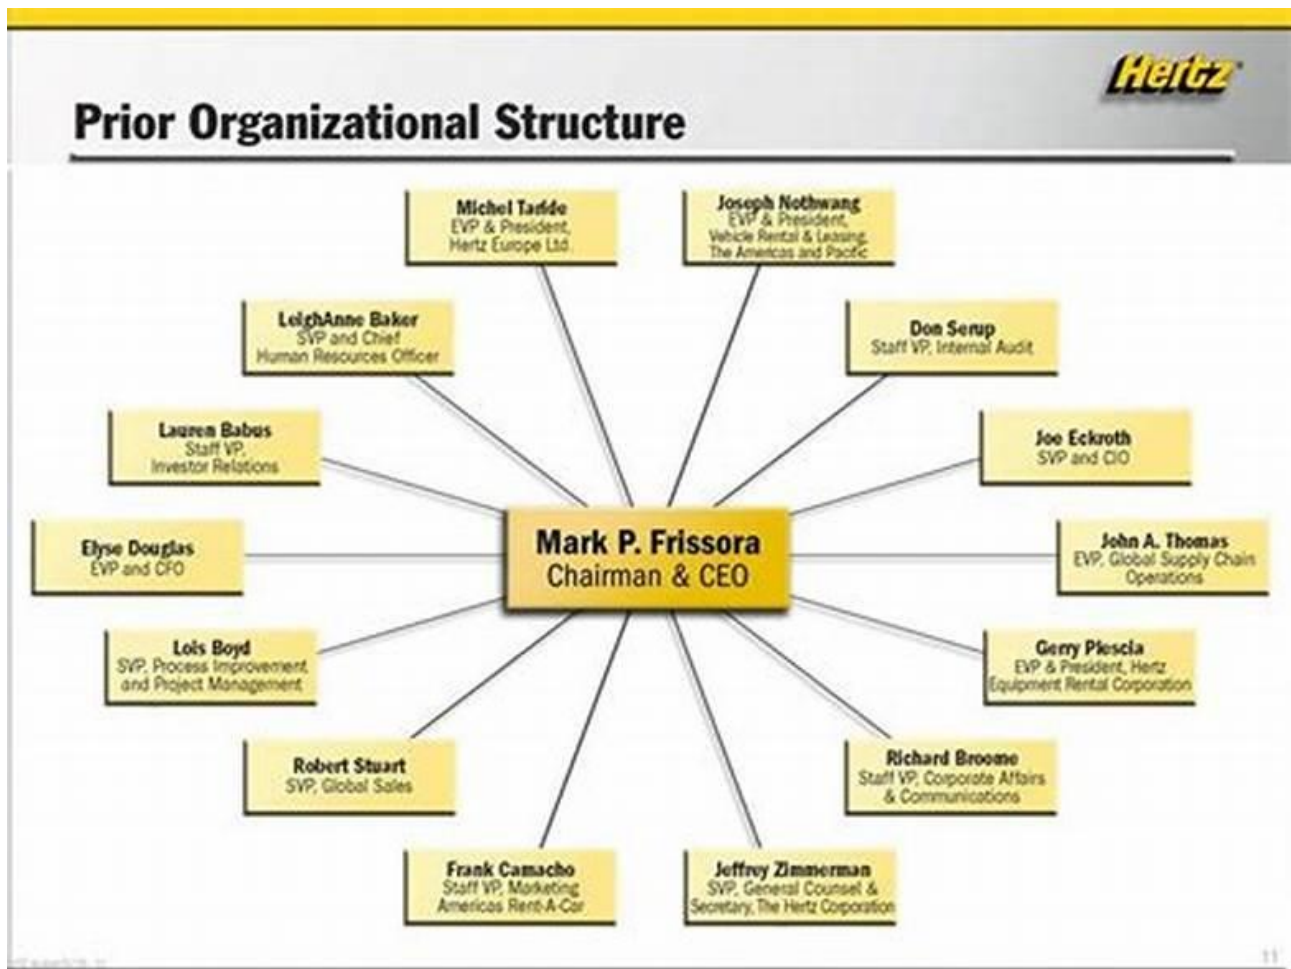 Hertz
Prior Organizational Structure
Michel Taride
EVP & President,
Hertz Europe Ltd.
Joseph Nothwang
EVP & President,
Vehicle Rental & Leasing,
The Americas and Pacific
LeighAnne Baker
SVP and Chief
Human Resources Officer
Don Serup
Staff VP, Internal Audit
Lauren Babus
Staff VP,
Investor Relations
Joe Eckroth
SVP and CIO
Elyse Douglas
EVP and CFO
Mark P. Frissora
Chairman & CEO
John A. Thomas
EVP, Global Supply Chain
Operations
Lois Boyd
SVP, Process Improvement
and Project Management
Gerry Plescia
EVP & President, Hertz
Equipment Rental Corporation
Robert Stuart
SVP, Global Sales
Richard Broome
Staff VP, Corporate Affairs
& Communications
Frank Camacho
Staff VP, Marketing
Americas Rent-A-Car
Jeffrey Zimmerman
SVP, General Counsel &
Secretary, The Hertz Corporation
11